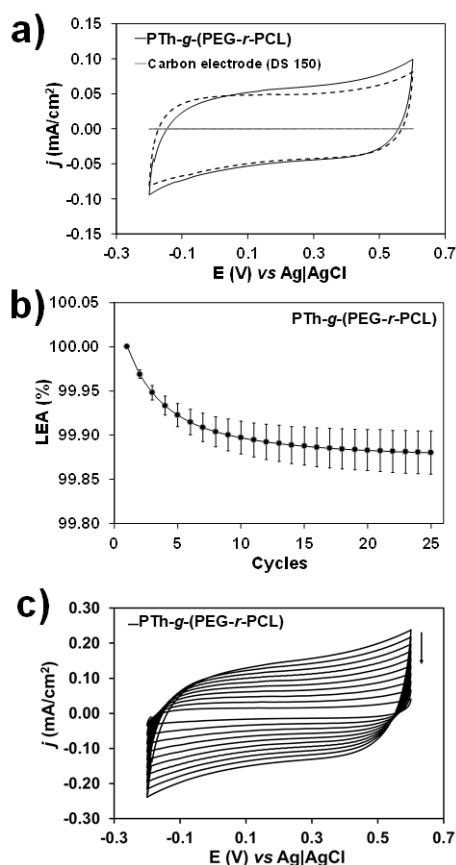 a)
0.15
0.10
0.05
0.00
-0.05
-0.10
-0.15
j (mA/cm²)
PTh-g-(PEG-r-PCL)
Carbon electrode (DS 150)
-0.3
-0.1
0.1
0.3
0.5
0.7
E (V) vs Ag|AgCl
b)
100.05
100.00
99.95
99.90
99.85
99.80
LEA (%)
PTh-g-(PEG-r-PCL)
0
5
10
15
20
25
Cycles
c)
0.30
0.20
0.10
0.00
-0.10
-0.20
-0.30
j (mA/cm²)
PTh-g-(PEG-r-PCL)
-0.3
-0.1
0.1
0.3
0.5
0.7
E (V) vs Ag|AgCl